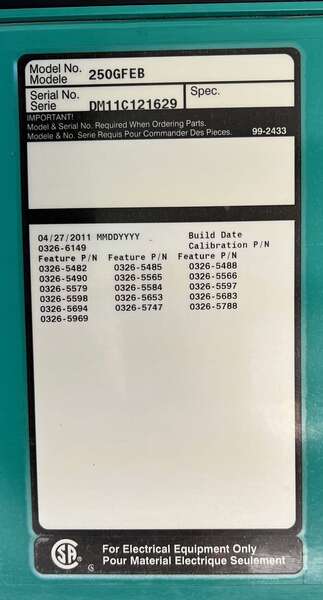 Model No. 250GFEB
Modele
Serial No. DM11C121629 Spec.
Serie
IMPORTANT!
Model & Serial No. Required When Ordering Parts.
Modele & No. Serie Requis Pour Commander Des Pieces. 99-2433
04/27/2011 MMDDYYYY Build Date
0326-6149 Calibration P/N
Feature P/N Feature P/N Feature P/N
0326-5482 0326-5485 0326-5488
0326-5490 0326-5565 0326-5566
0326-5579 0326-5584 0326-5597
0326-5598 0326-5653 0326-5683
0326-5694 0326-5747 0326-5788
0326-5969
SA
For Electrical Equipment Only
Pour Material Electrique Seulement